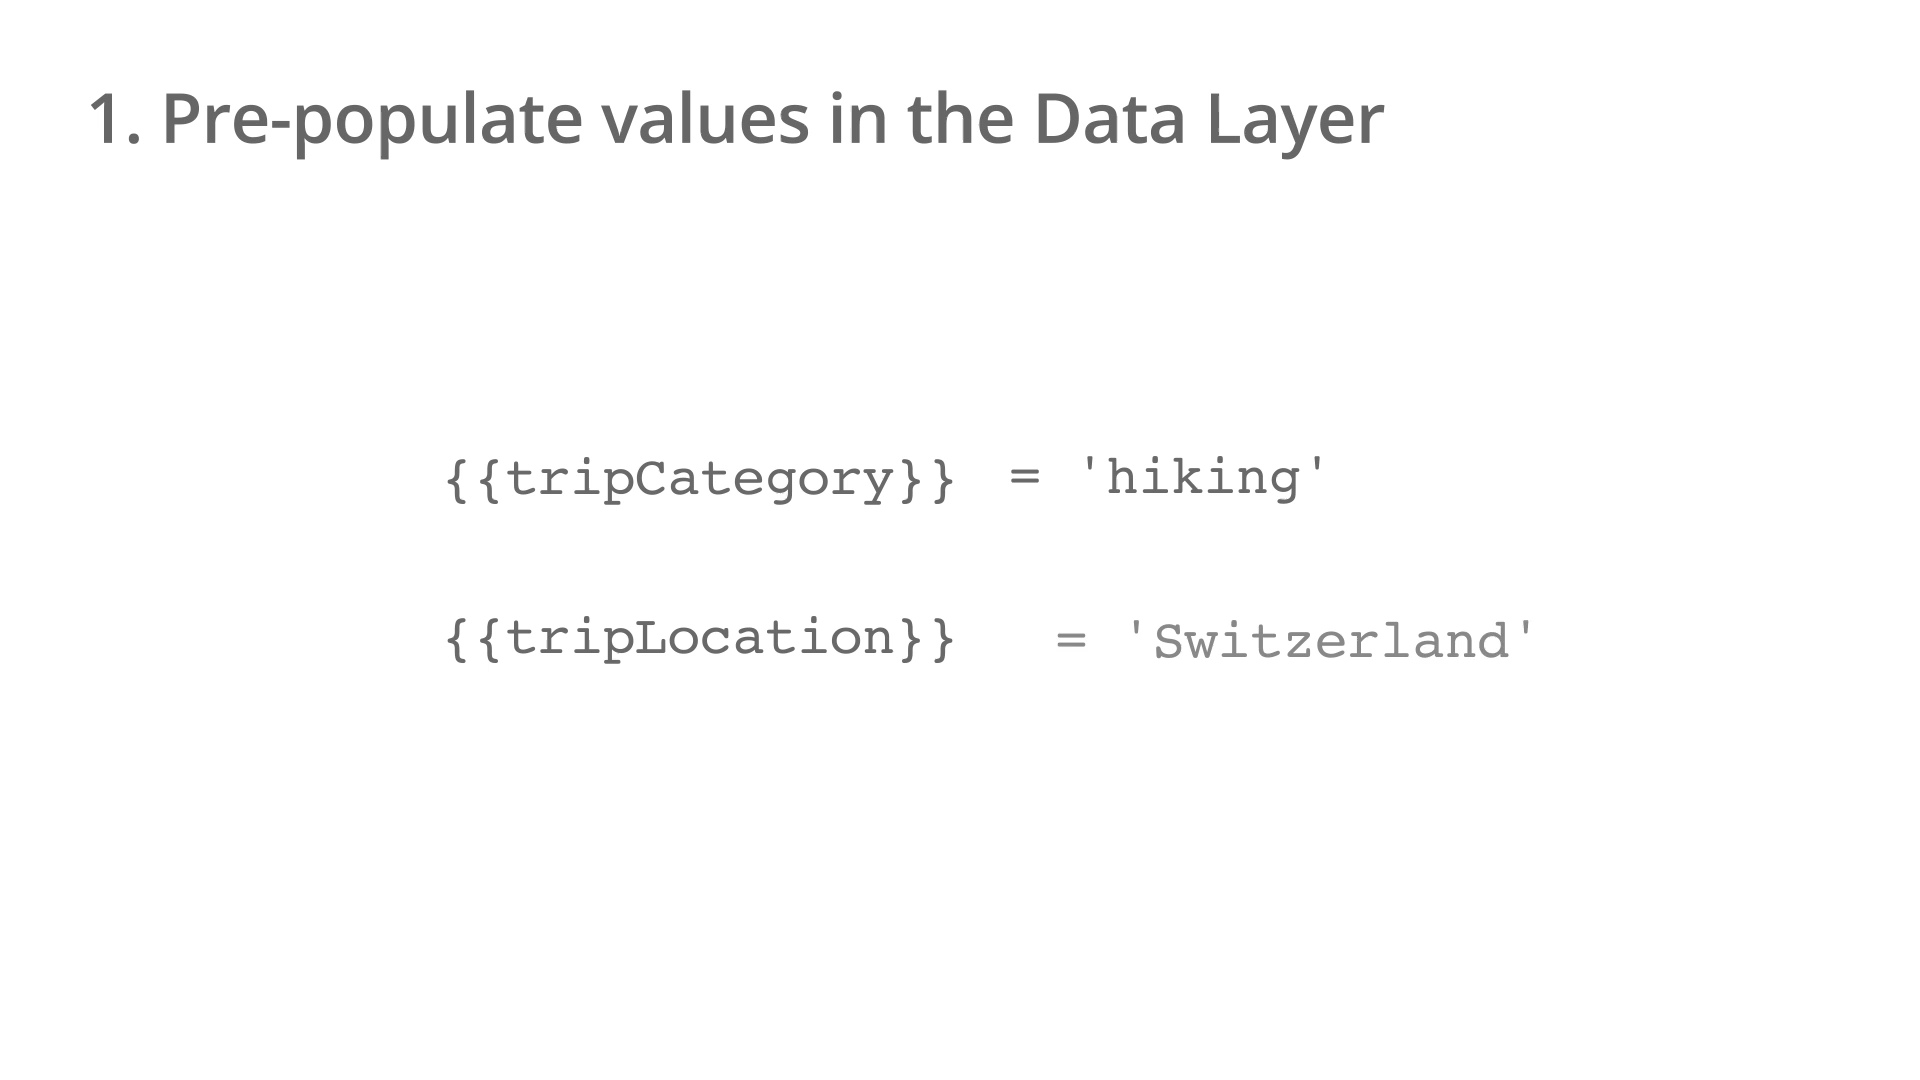 1. Pre-populate values in the Data Layer
{{tripCategory}} = 'hiking'
{{tripLocation}} = 'Switzerland'